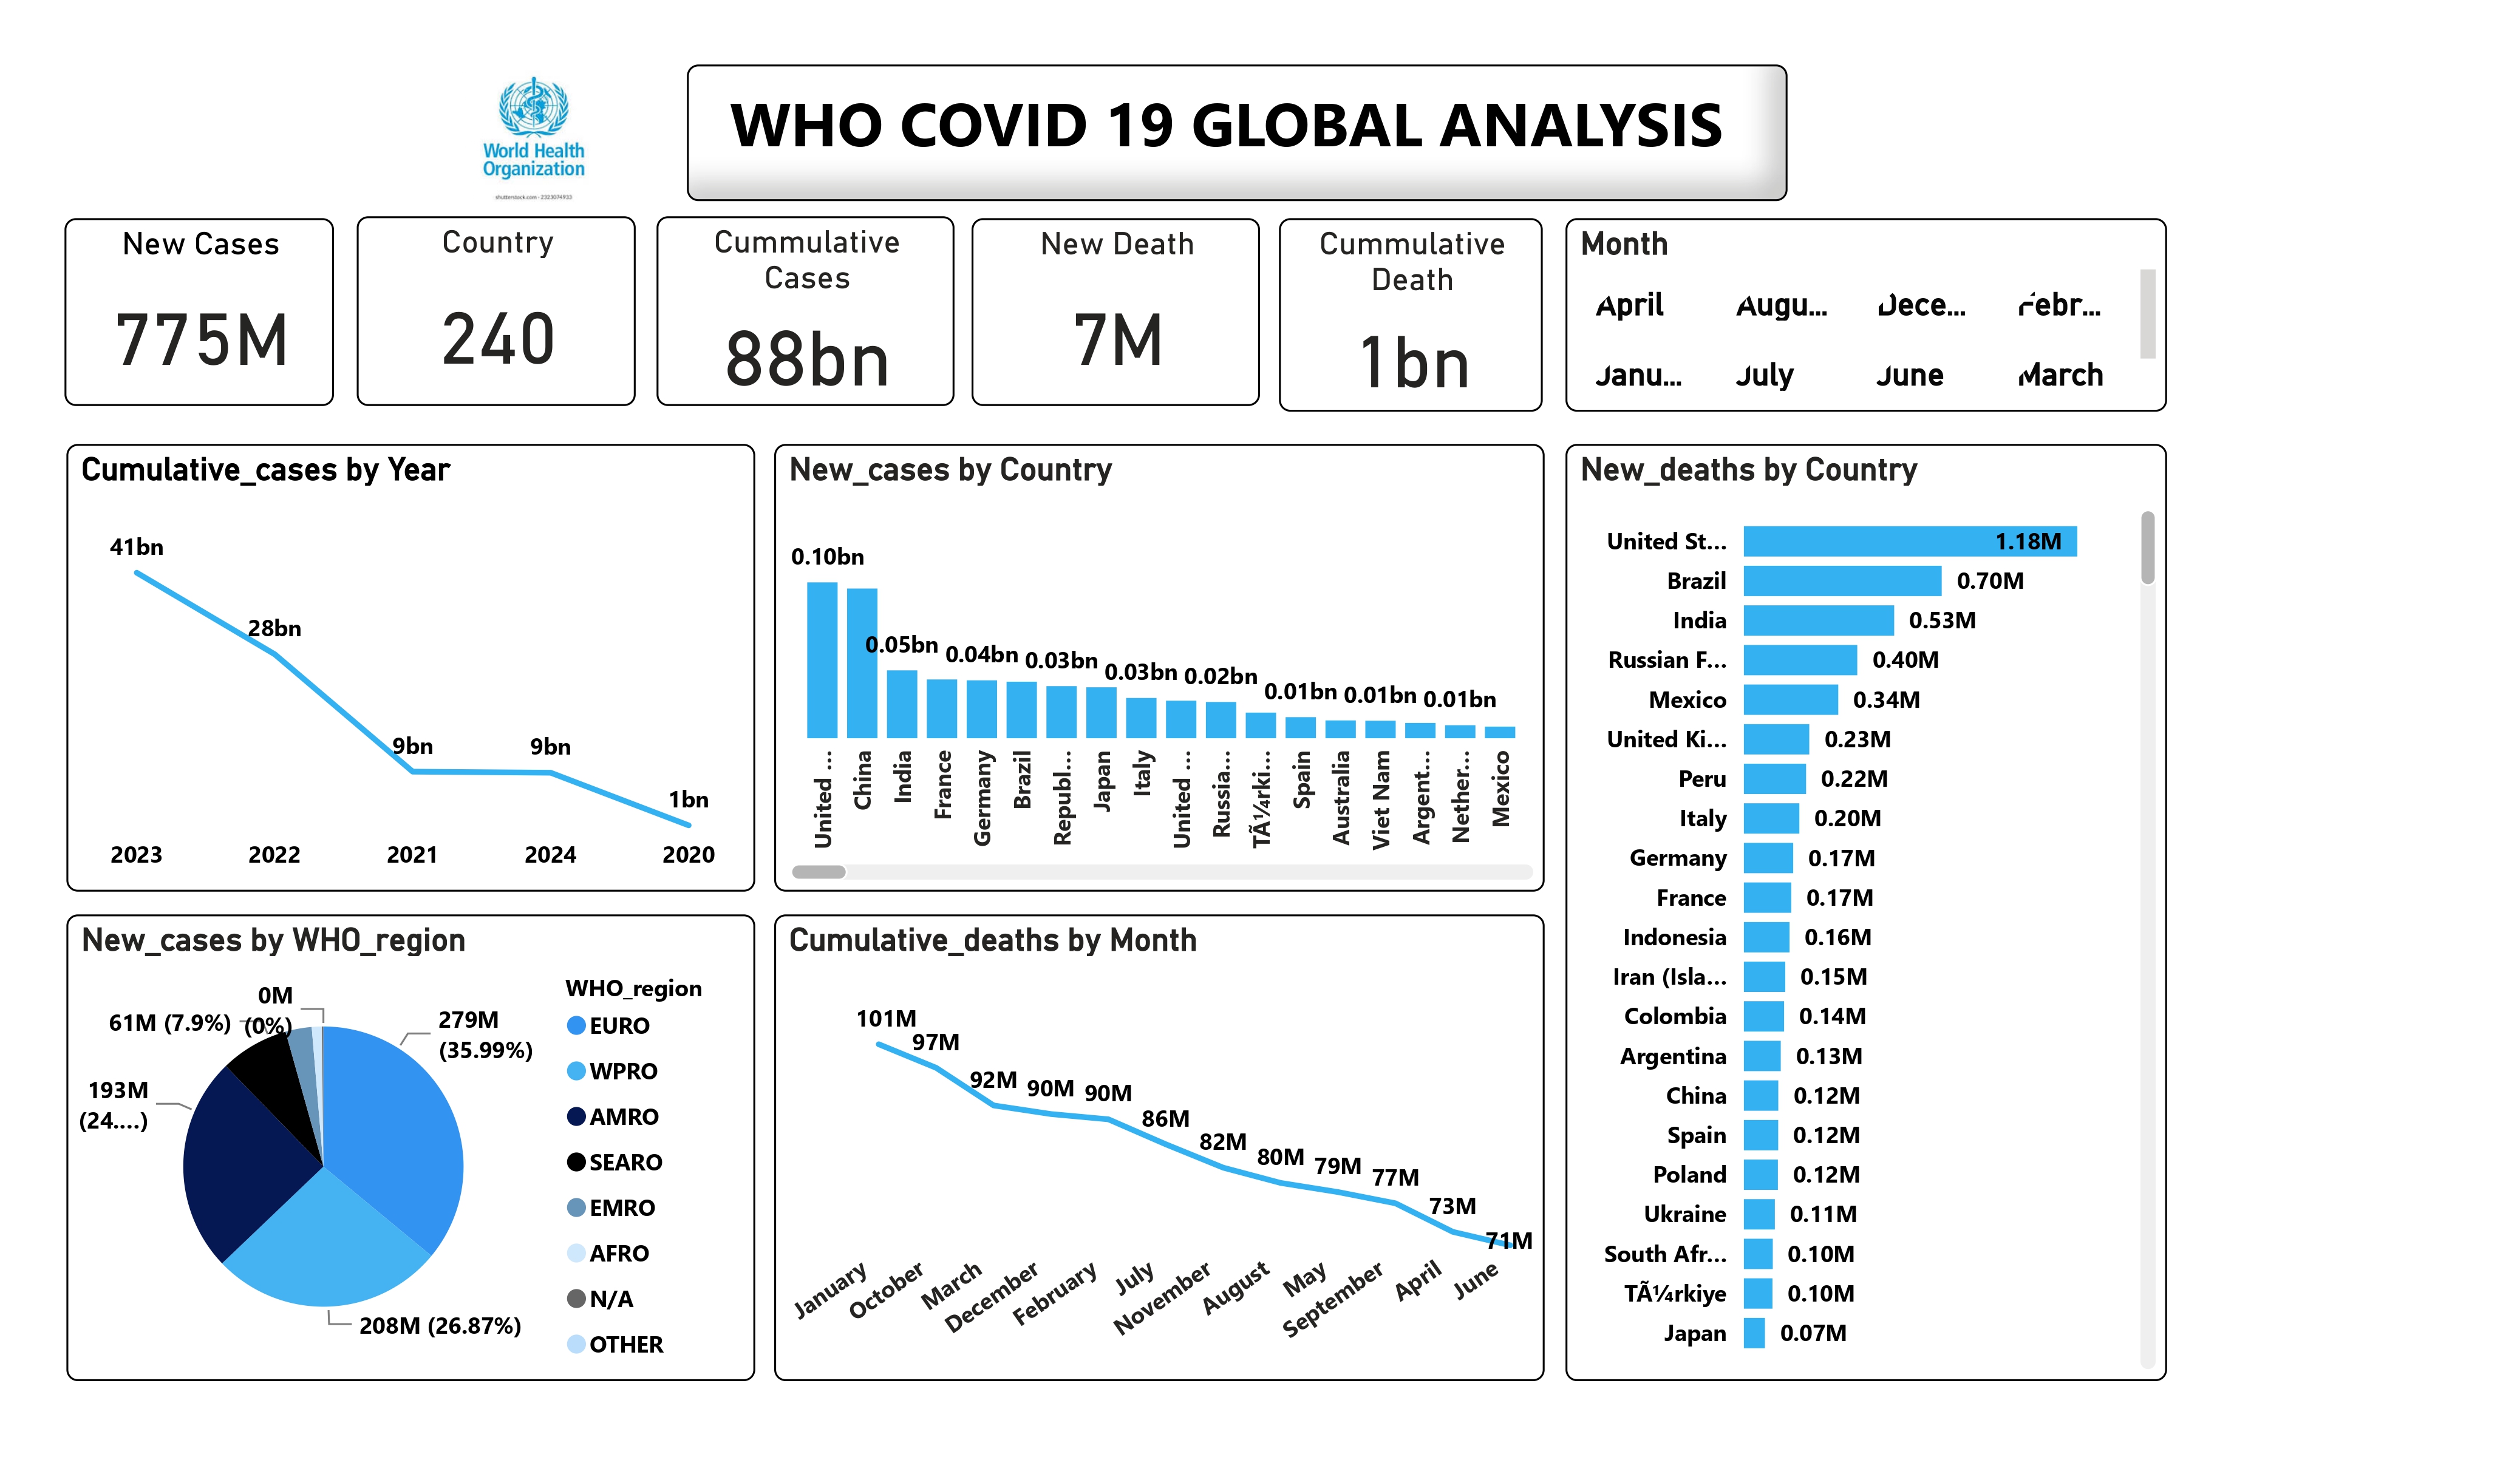 World Health
Organization
shutterstock.com · 2323074933
WHO COVID 19 GLOBAL ANALYSIS
New Cases
775M
Country
240
Cummulative
Cases
88bn
New Death
7M
Cummulative
Death
1bn
Month
April
Augu...
Dece...
Febr...
Janu...
July
June
March
Cumulative_cases by Year
41bn
28bn
9bn
9bn
1bn
2023
2022
2021
2024
2020
New_cases by Country
0.10bn
0.05bn
0.04bn
0.03bn
0.03bn
0.02bn
0.01bn
0.01bn
0.01bn
United ...
China
India
France
Germany
Brazil
Republ...
Japan
Italy
United ...
Russia...
TÃ¼rki...
Spain
Australia
Viet Nam
Argent...
Nether...
Mexico
New_deaths by Country
United St... 1.18M
Brazil 0.70M
India 0.53M
Russian F... 0.40M
Mexico 0.34M
United Ki... 0.23M
Peru 0.22M
Italy 0.20M
Germany 0.17M
France 0.17M
Indonesia 0.16M
Iran (Isla... 0.15M
Colombia 0.14M
Argentina 0.13M
China 0.12M
Spain 0.12M
Poland 0.12M
Ukraine 0.11M
South Afr... 0.10M
TÃ¼rkiye 0.10M
Japan 0.07M
New_cases by WHO_region
0M
(0%)
61M (7.9%)
279M
(35.99%)
193M
(24....)
208M (26.87%)
WHO_region
EURO
WPRO
AMRO
SEARO
EMRO
AFRO
N/A
OTHER
Cumulative_deaths by Month
101M
97M
92M
90M
90M
86M
82M
80M
79M
77M
73M
71M
January
October
March
December
February
July
November
August
May
September
April
June